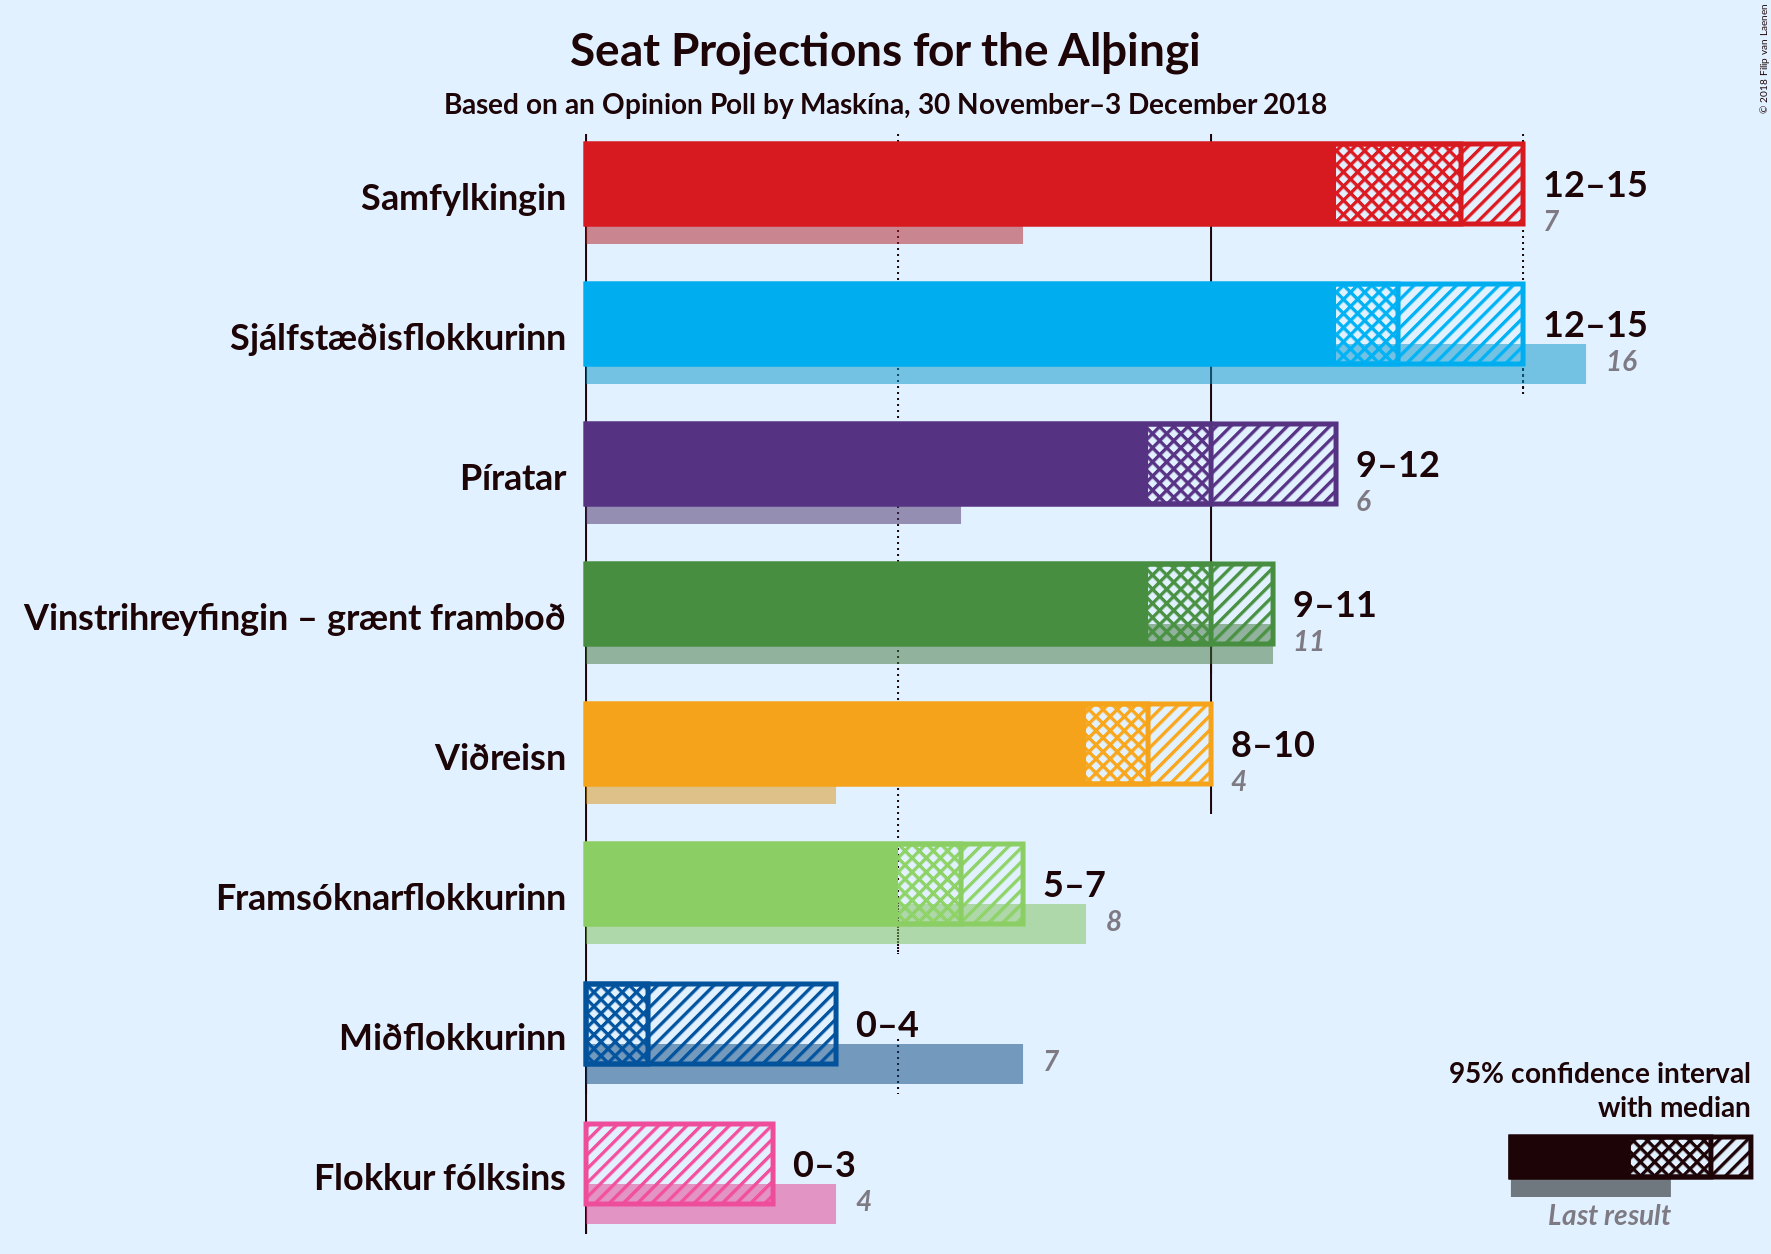 Seat Projections for the Alþingi
Based on an Opinion Poll by Maskína, 30 November–3 December 2018
© 2018 Filip van Laenen
Samfylkingin
12–15
7
Sjálfstæðisflokkurinn
12–15
16
Píratar
9–12
6
Vinstrihreyfingin – grænt framboð
9–11
11
Viðreisn
8–10
4
Framsóknarflokkurinn
5–7
8
Miðflokkurinn
0–4
7
Flokkur fólksins
0–3
4
95% confidence interval
with median
Last result